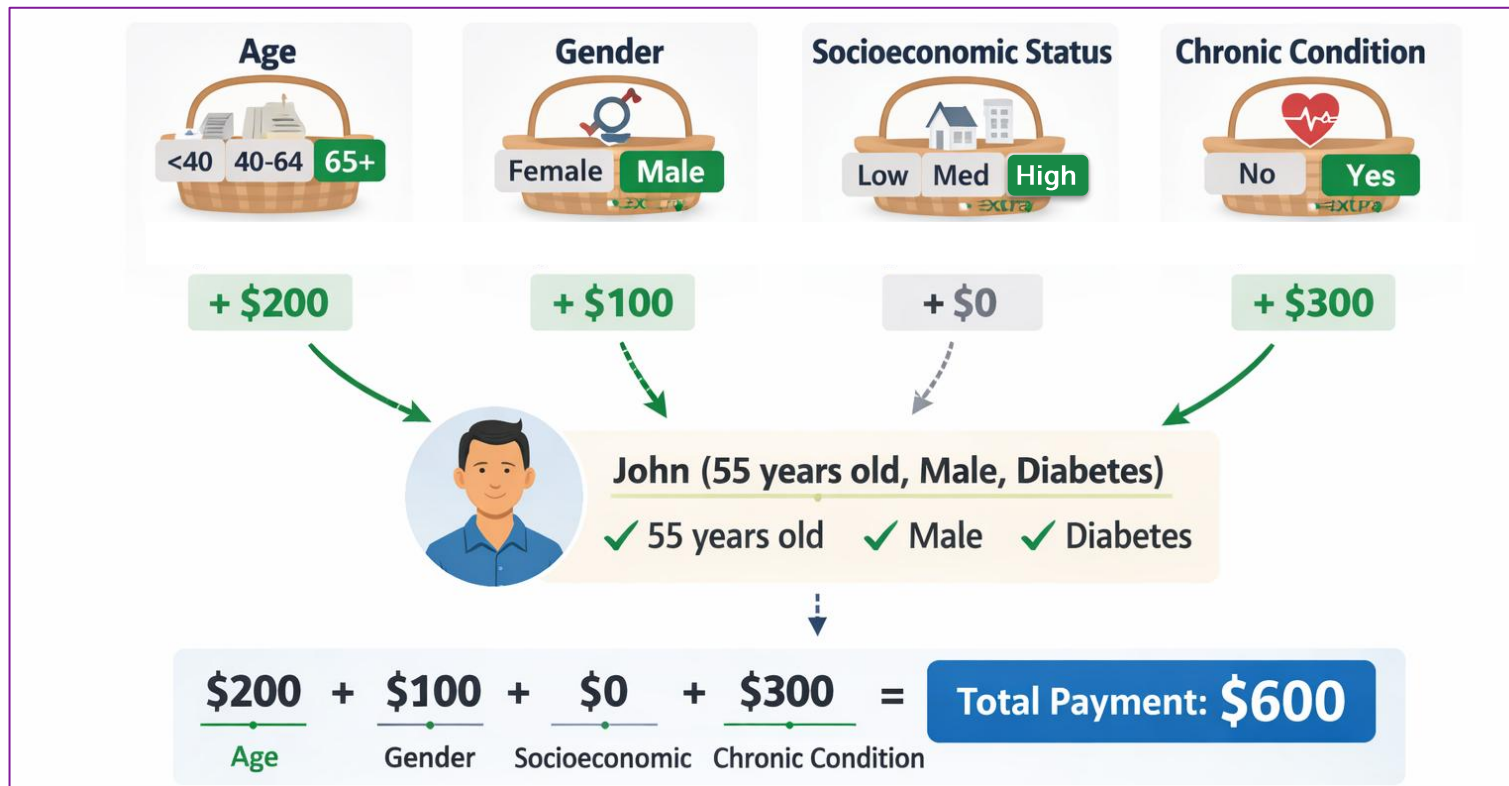 Age
Gender
Socioeconomic Status
Chronic Condition
<40 40-64 65+
Female Male
Low Med High
No Yes
extra
+ $200
+ $100
+ $0
+ $300
John (55 years old, Male, Diabetes)
✓ 55 years old ✓ Male ✓ Diabetes
$200 + $100 + $0 + $300 = Total Payment: $600
Age Gender Socioeconomic Chronic Condition